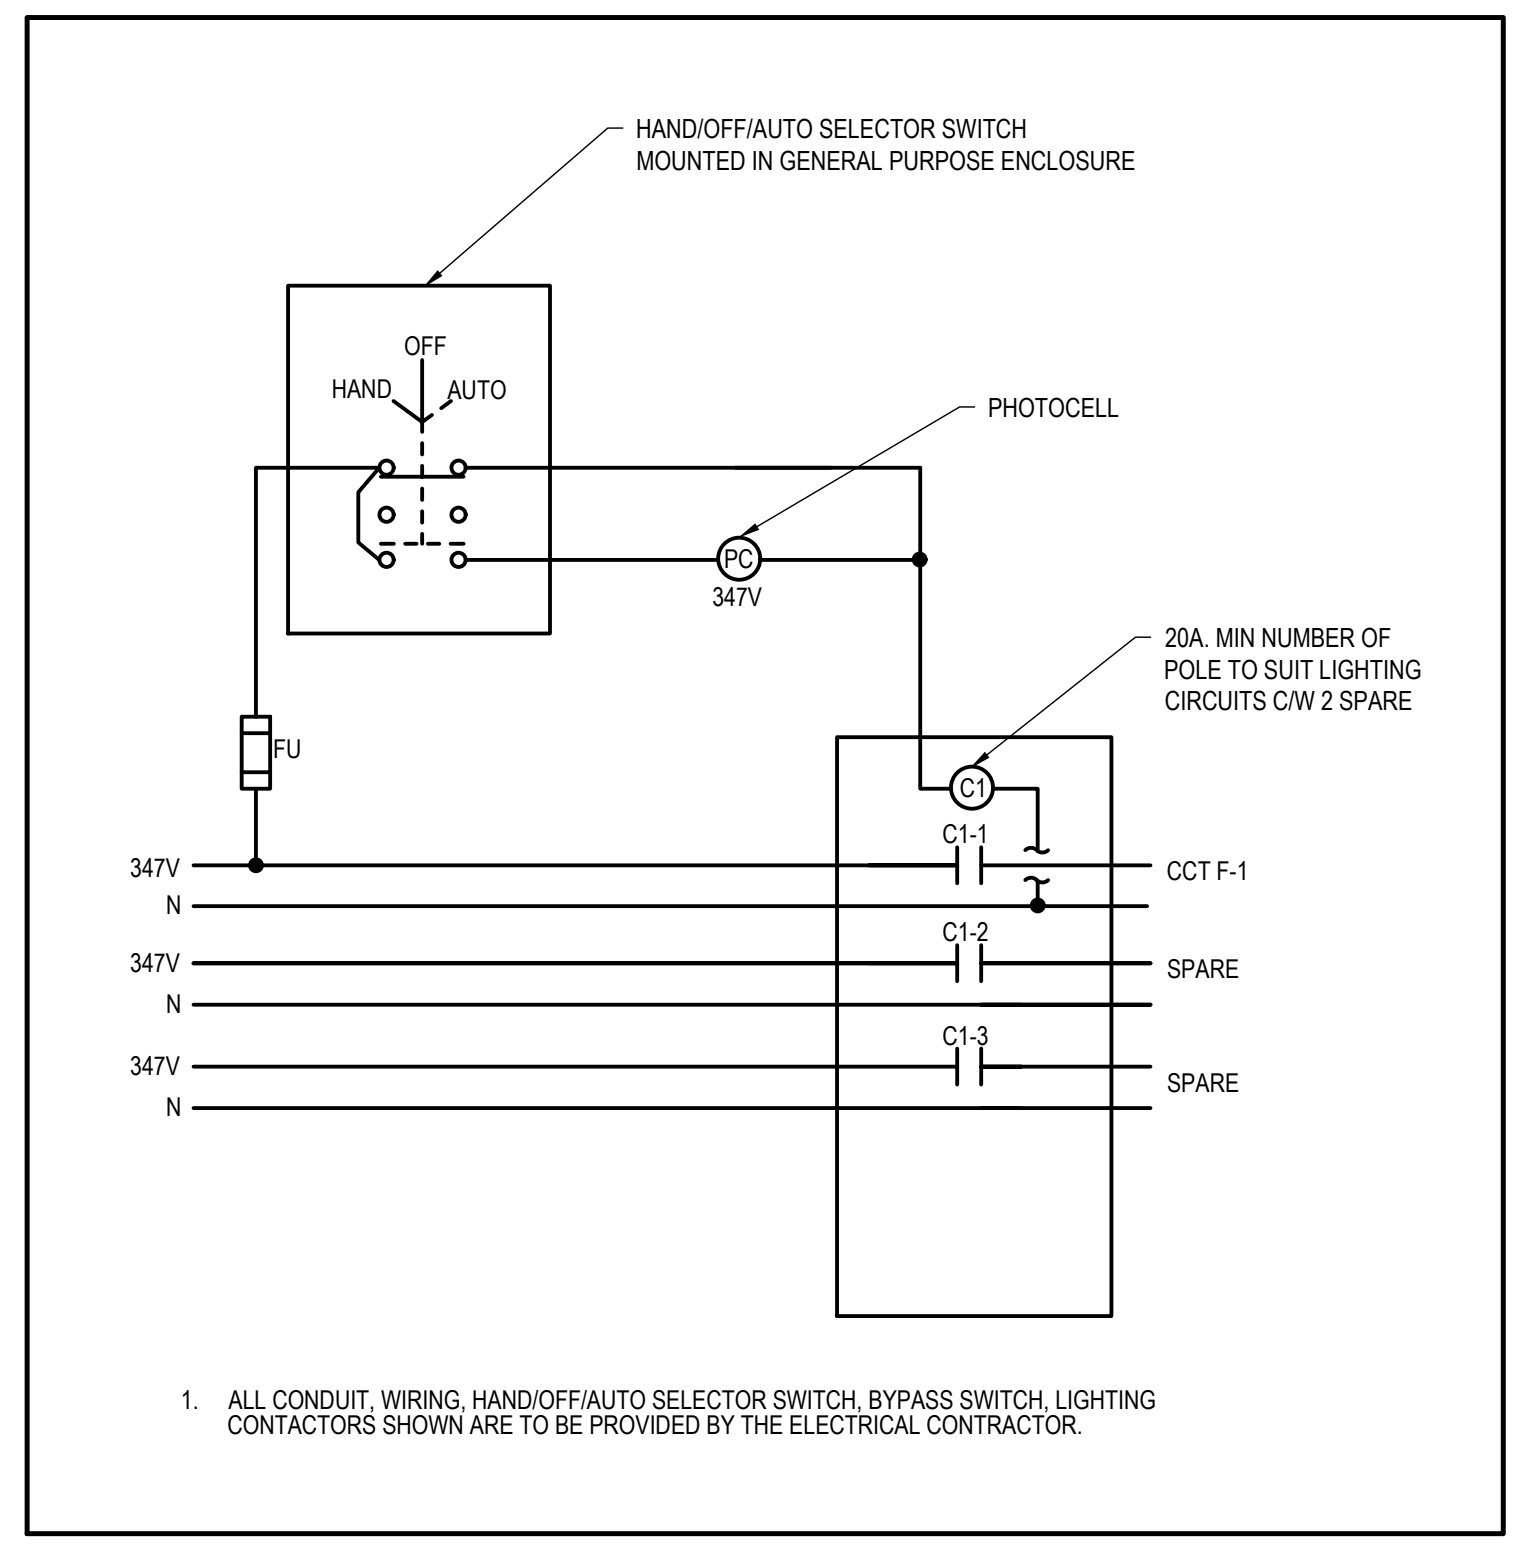 HAND/OFF/AUTO SELECTOR SWITCH
MOUNTED IN GENERAL PURPOSE ENCLOSURE
OFF
HAND
AUTO
PHOTOCELL
PC
347V
20A. MIN NUMBER OF
POLE TO SUIT LIGHTING
CIRCUITS C/W 2 SPARE
FU
C1
C1-1
347V
CCT F-1
N
C1-2
347V
SPARE
N
C1-3
347V
SPARE
N
1. ALL CONDUIT, WIRING, HAND/OFF/AUTO SELECTOR SWITCH, BYPASS SWITCH, LIGHTING
CONTACTORS SHOWN ARE TO BE PROVIDED BY THE ELECTRICAL CONTRACTOR.